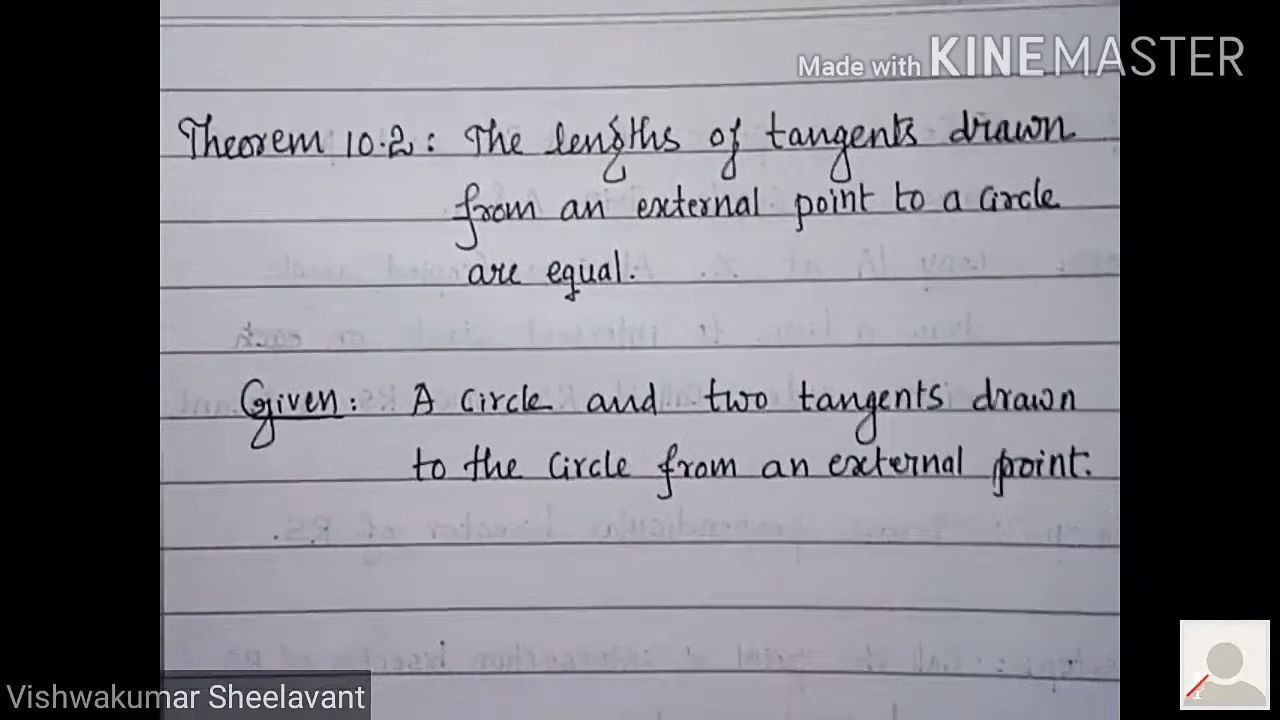 Made with KINEMASTER
Theorem 10.2: The lengths of tangents drawn
from an external point to a circle
are equal.
Given: A circle and two tangents drawn
to the circle from an external point.
Vishwakumar Sheelavant